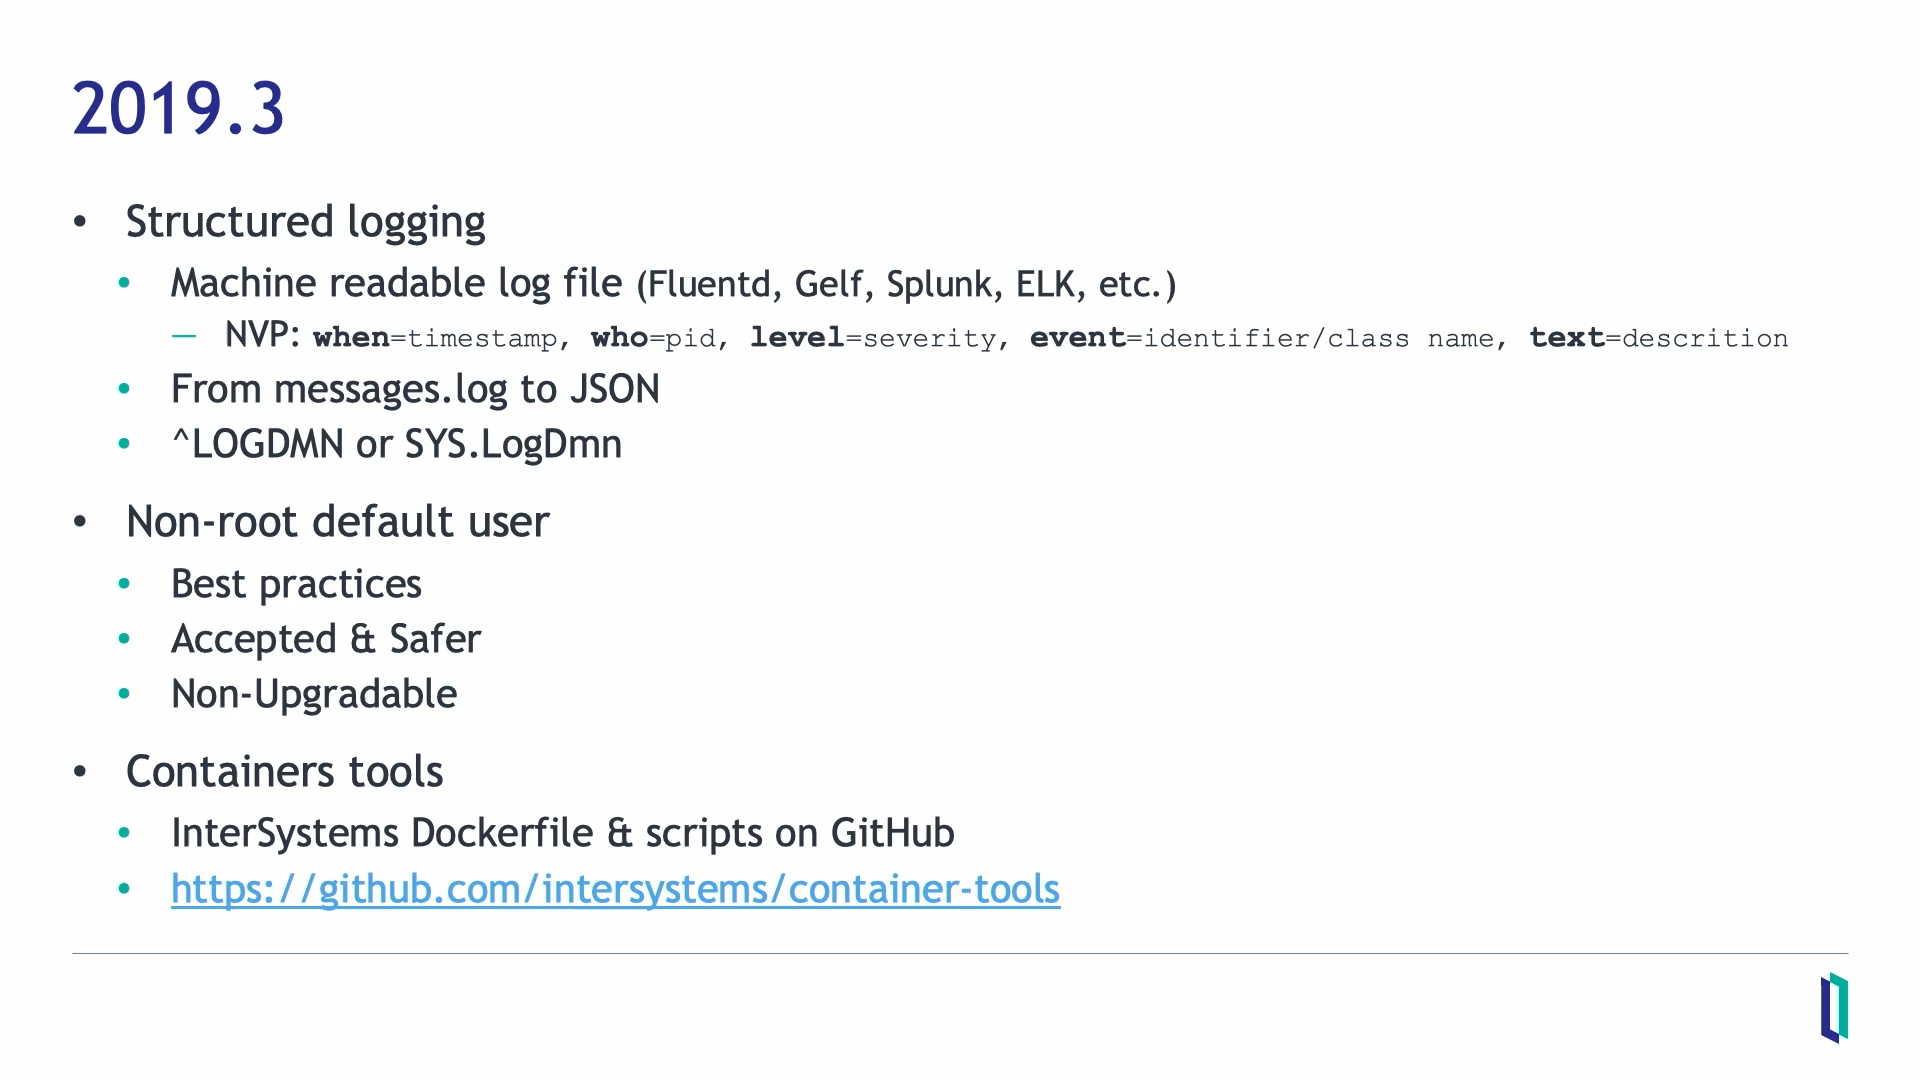 2019.3
• Structured logging
• Machine readable log file (Fluentd, Gelf, Splunk, ELK, etc.)
— NVP: when=timestamp, who=pid, level=severity, event=identifier/class name, text=descrition
• From messages.log to JSON
• ^LOGDMN or SYS.LogDmn
• Non-root default user
• Best practices
• Accepted & Safer
• Non-Upgradable
• Containers tools
• InterSystems Dockerfile & scripts on GitHub
• https://github.com/intersystems/container-tools